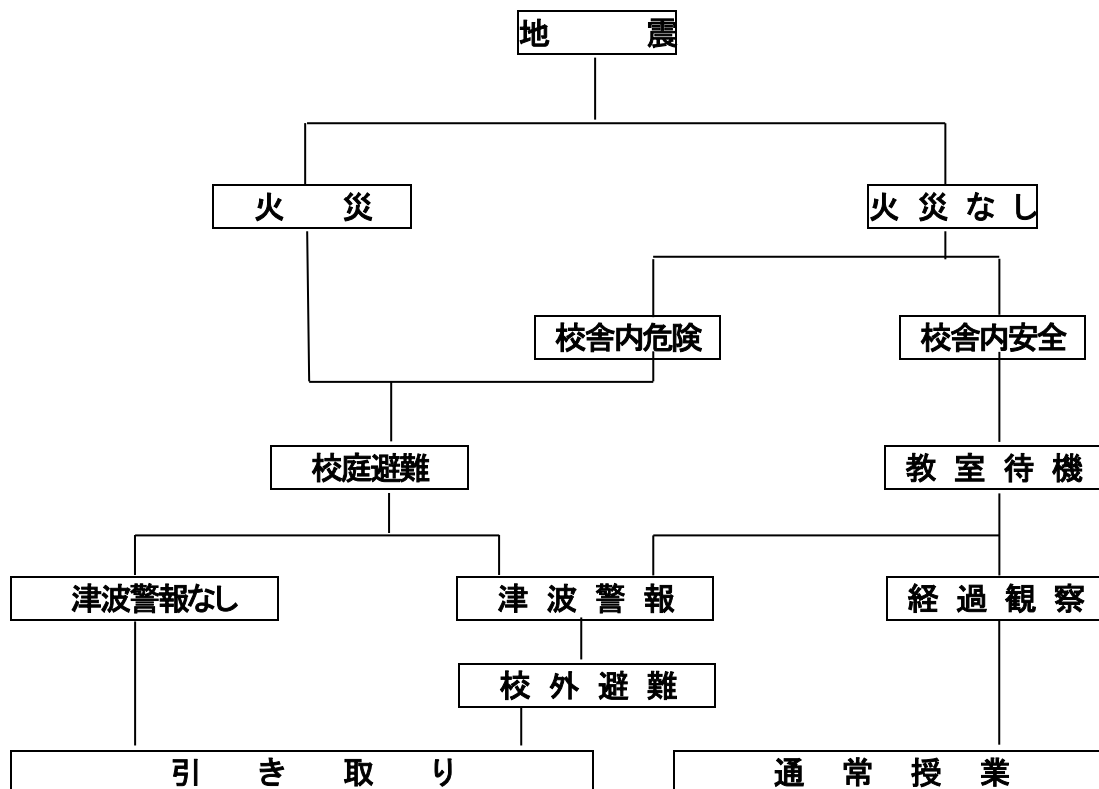 地震
火災
火災なし
校舎内危険
校舎内安全
校庭避難
教室待機
津波警報なし
津波警報
経過観察
校外避難
引き取り
通常授業